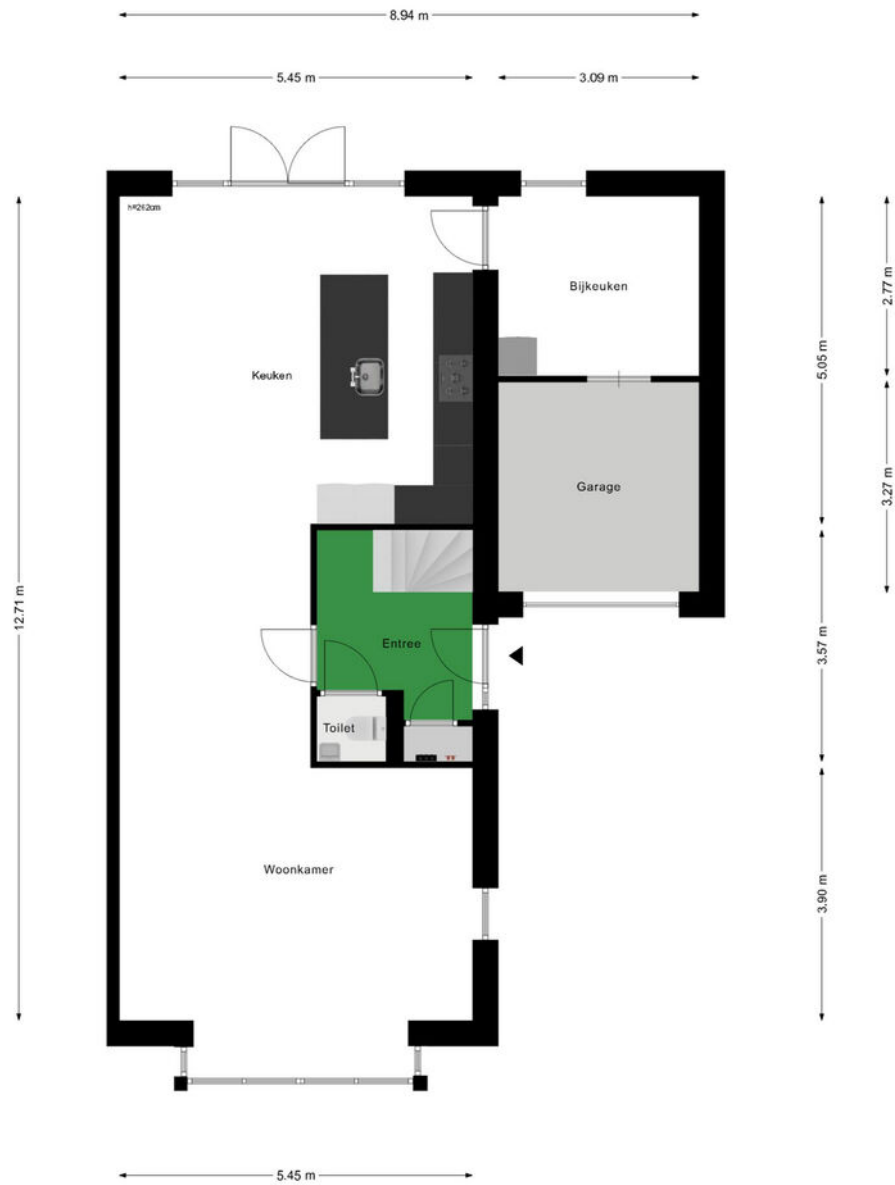 8.94 m
5.45 m
3.09 m
h=262cm
Bijkeuken
2.77 m
5.05 m
Keuken
Garage
3.27 m
12.71 m
Entree
3.57 m
Toilet
Woonkamer
3.90 m
5.45 m